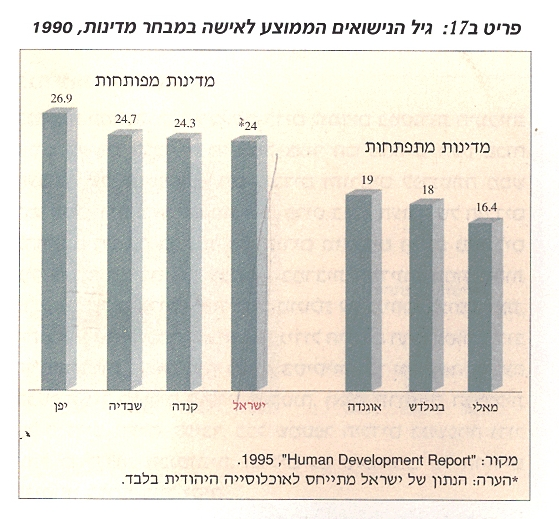 פריט ב17: גיל הנישואים הממוצע לאישה במבחר מדינות, 1990
מדינות מפותחות
26.9
24.7
24.3
*24
מדינות מתפתחות
19
18
16.4
יפן
שבדיה
קנדה
ישראל
אוגנדה
בנגלדש
מאלי
מקור: "Human Development Report", 1995.
*הערה: הנתון של ישראל מתייחס לאוכלוסייה היהודית בלבד.